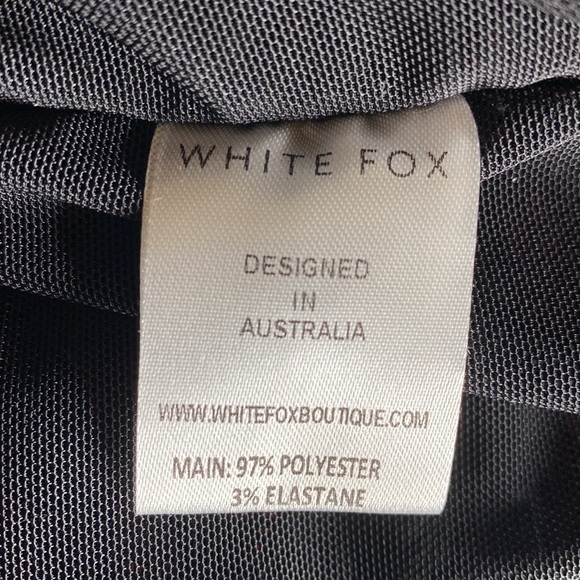 WHITE FOX
DESIGNED
IN
AUSTRALIA
WWW.WHITEFOXBOUTIQUE.COM
MAIN: 97% POLYESTER
3% ELASTANE